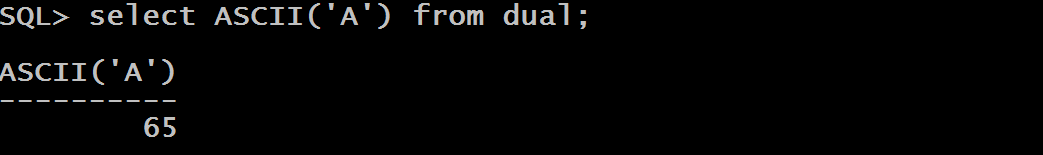 SQL> select ASCII('A') from dual;
ASCII('A')
----------
        65